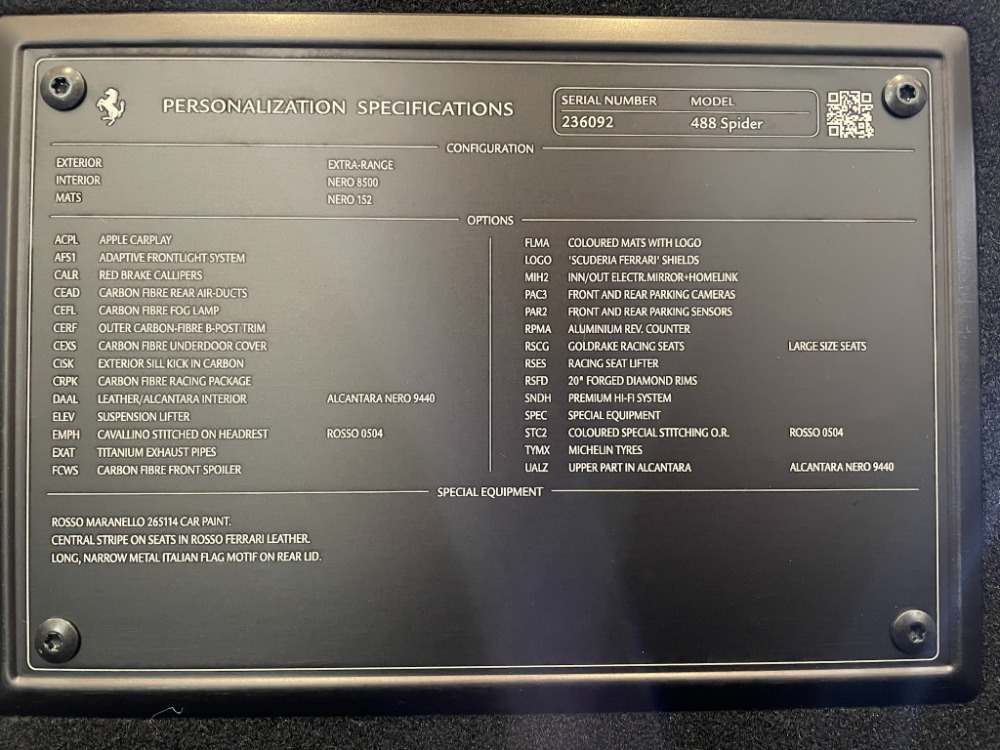 PERSONALIZATION SPECIFICATIONS
SERIAL NUMBER MODEL
236092 488 Spider
CONFIGURATION
EXTERIOR EXTRA-RANGE
INTERIOR NERO 8500
MATS NERO 152
OPTIONS
ACPL APPLE CARPLAY
AFS1 ADAPTIVE FRONTLIGHT SYSTEM
CALR RED BRAKE CALLIPERS
CEAD CARBON FIBRE REAR AIR-DUCTS
CEFL CARBON FIBRE FOG LAMP
CERF OUTER CARBON-FIBRE B-POST TRIM
CEXS CARBON FIBRE UNDERDOOR COVER
CISK EXTERIOR SILL KICK IN CARBON
CRPK CARBON FIBRE RACING PACKAGE
DAAL LEATHER/ALCANTARA INTERIOR ALCANTARA NERO 9440
ELEV SUSPENSION LIFTER
EMPH CAVALLINO STITCHED ON HEADREST ROSSO 0504
EXAT TITANIUM EXHAUST PIPES
FCWS CARBON FIBRE FRONT SPOILER
FLMA COLOURED MATS WITH LOGO
LOGO 'SCUDERIA FERRARI' SHIELDS
MIH2 INN/OUT ELECTR.MIRROR+HOMELINK
PAC3 FRONT AND REAR PARKING CAMERAS
PAR2 FRONT AND REAR PARKING SENSORS
RPMA ALUMINIUM REV. COUNTER
RSCG GOLDRAKE RACING SEATS LARGE SIZE SEATS
RSES RACING SEAT LIFTER
RSFD 20" FORGED DIAMOND RIMS
SNDH PREMIUM HI-FI SYSTEM
SPEC SPECIAL EQUIPMENT
STC2 COLOURED SPECIAL STITCHING O.R. ROSSO 0504
TYMX MICHELIN TYRES
UALZ UPPER PART IN ALCANTARA ALCANTARA NERO 9440
SPECIAL EQUIPMENT
ROSSO MARANELLO 265114 CAR PAINT.
CENTRAL STRIPE ON SEATS IN ROSSO FERRARI LEATHER.
LONG, NARROW METAL ITALIAN FLAG MOTIF ON REAR LID.